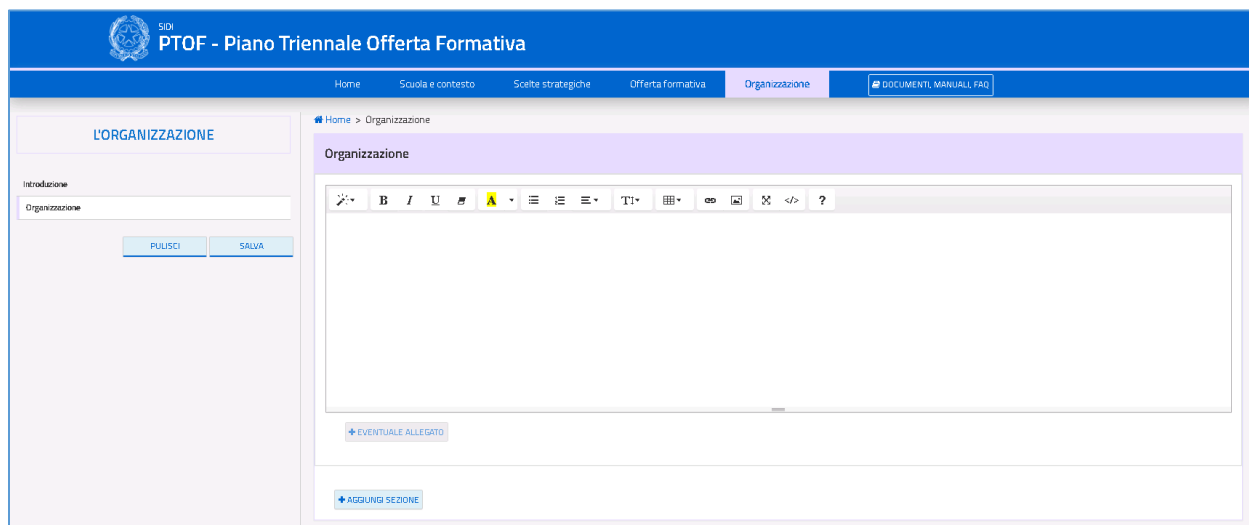 SIDI
PTOF - Piano Triennale Offerta Formativa
Home Scuola e contesto Scelte strategiche Offerta formativa Organizzazione DOCUMENTI, MANUALI, FAQ
L'ORGANIZZAZIONE
Introduzione
Organizzazione
PULISCI SALVA
Home > Organizzazione
Organizzazione
B I U A TI </> ?
+ EVENTUALE ALLEGATO
+ AGGIUNGI SEZIONE